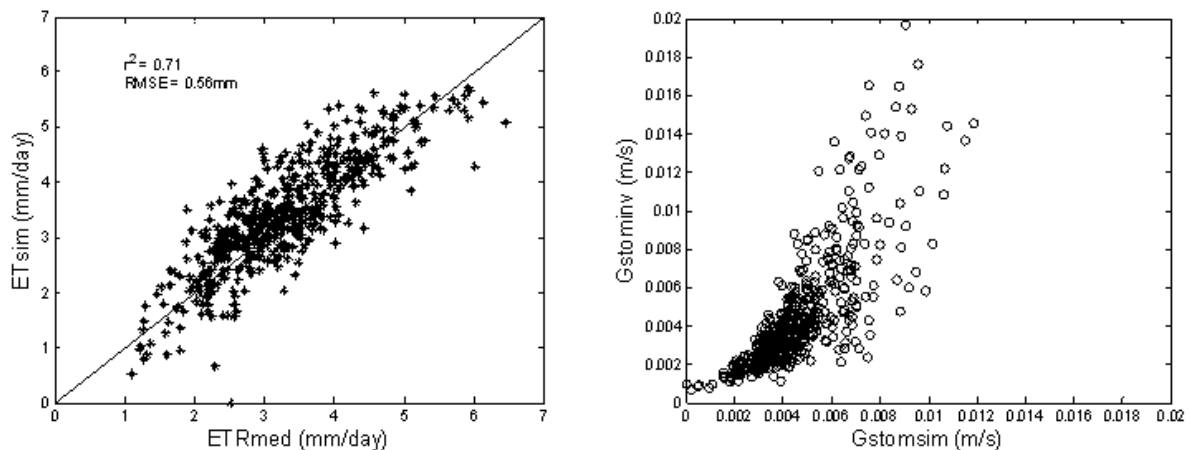 7
6
5
4
3
2
1
0
ETsim (mm/day)
r² = 0.71
RMSE = 0.56mm
0 1 2 3 4 5 6 7
ETRmed (mm/day)
0.02
0.018
0.016
0.014
0.012
0.01
0.008
0.006
0.004
0.002
0
Gstominv (m/s)
0 0.002 0.004 0.006 0.008 0.01 0.012 0.014 0.016 0.018 0.02
Gstomsim (m/s)